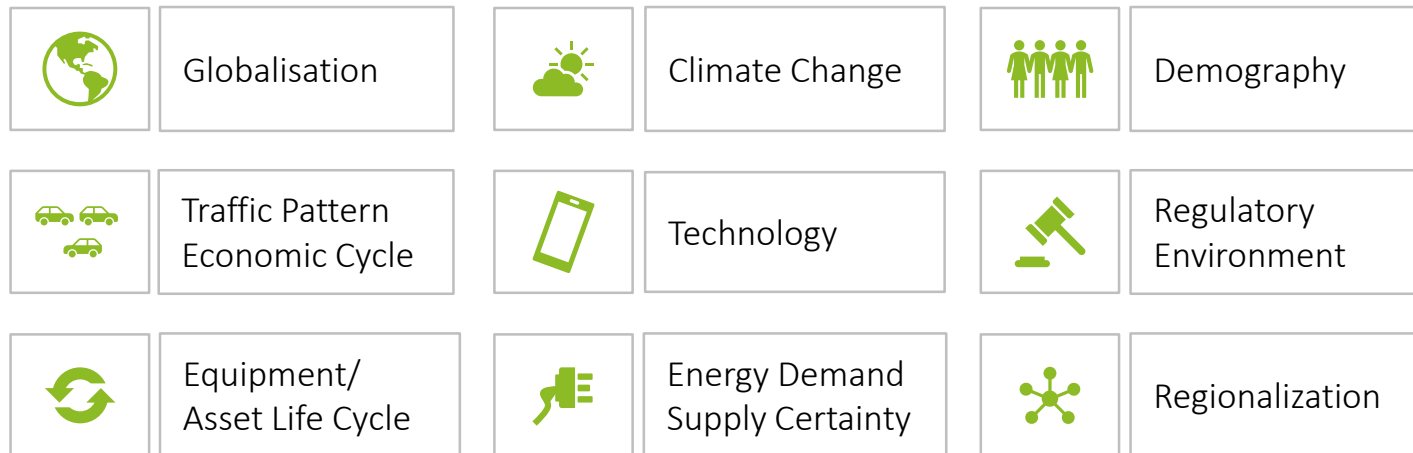 Globalisation
Climate Change
Demography
Traffic Pattern
Economic Cycle
Technology
Regulatory
Environment
Equipment/
Asset Life Cycle
Energy Demand
Supply Certainty
Regionalization